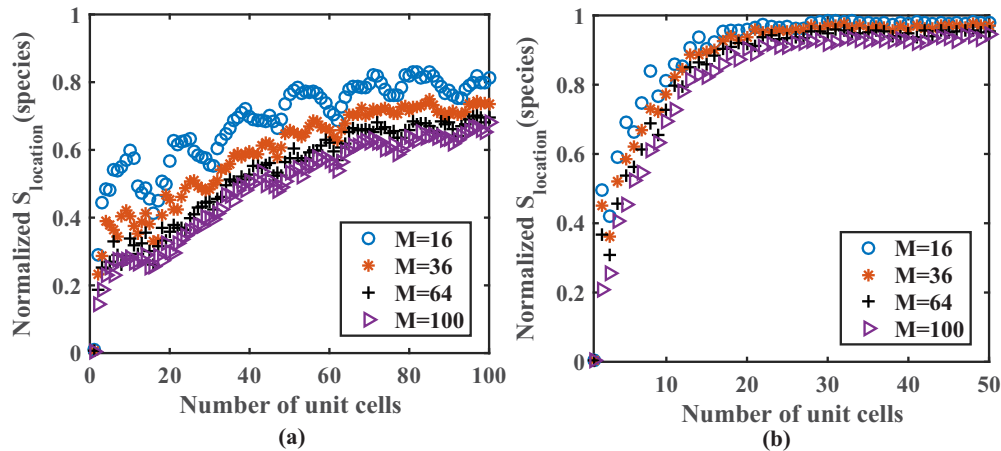 Normalized S_location (species)
1
0.8
0.6
0.4
0.2
0
0 20 40 60 80 100
M=16
M=36
M=64
M=100
Number of unit cells
(a)
Normalized S_location (species)
1
0.8
0.6
0.4
0.2
0
10 20 30 40 50
M=16
M=36
M=64
M=100
Number of unit cells
(b)